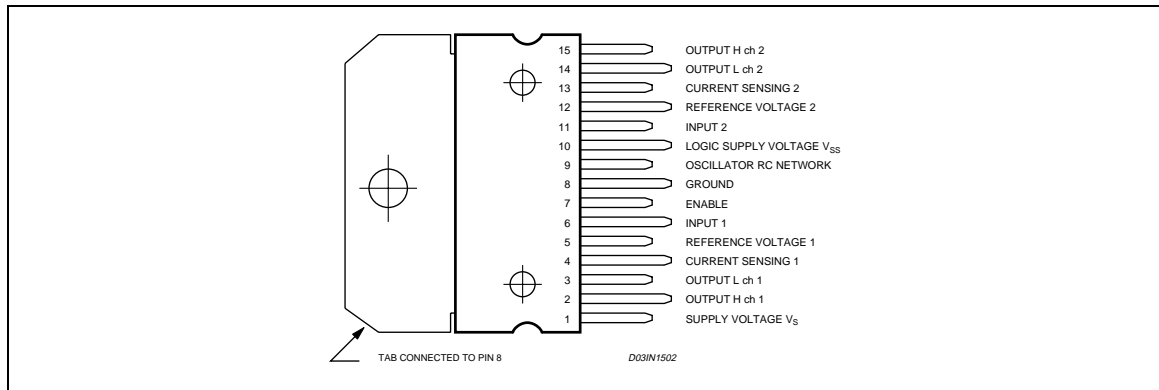 15 OUTPUT H ch 2
14 OUTPUT L ch 2
13 CURRENT SENSING 2
12 REFERENCE VOLTAGE 2
11 INPUT 2
10 LOGIC SUPPLY VOLTAGE VSS
9 OSCILLATOR RC NETWORK
8 GROUND
7 ENABLE
6 INPUT 1
5 REFERENCE VOLTAGE 1
4 CURRENT SENSING 1
3 OUTPUT L ch 1
2 OUTPUT H ch 1
1 SUPPLY VOLTAGE VS
TAB CONNECTED TO PIN 8
D03IN1502